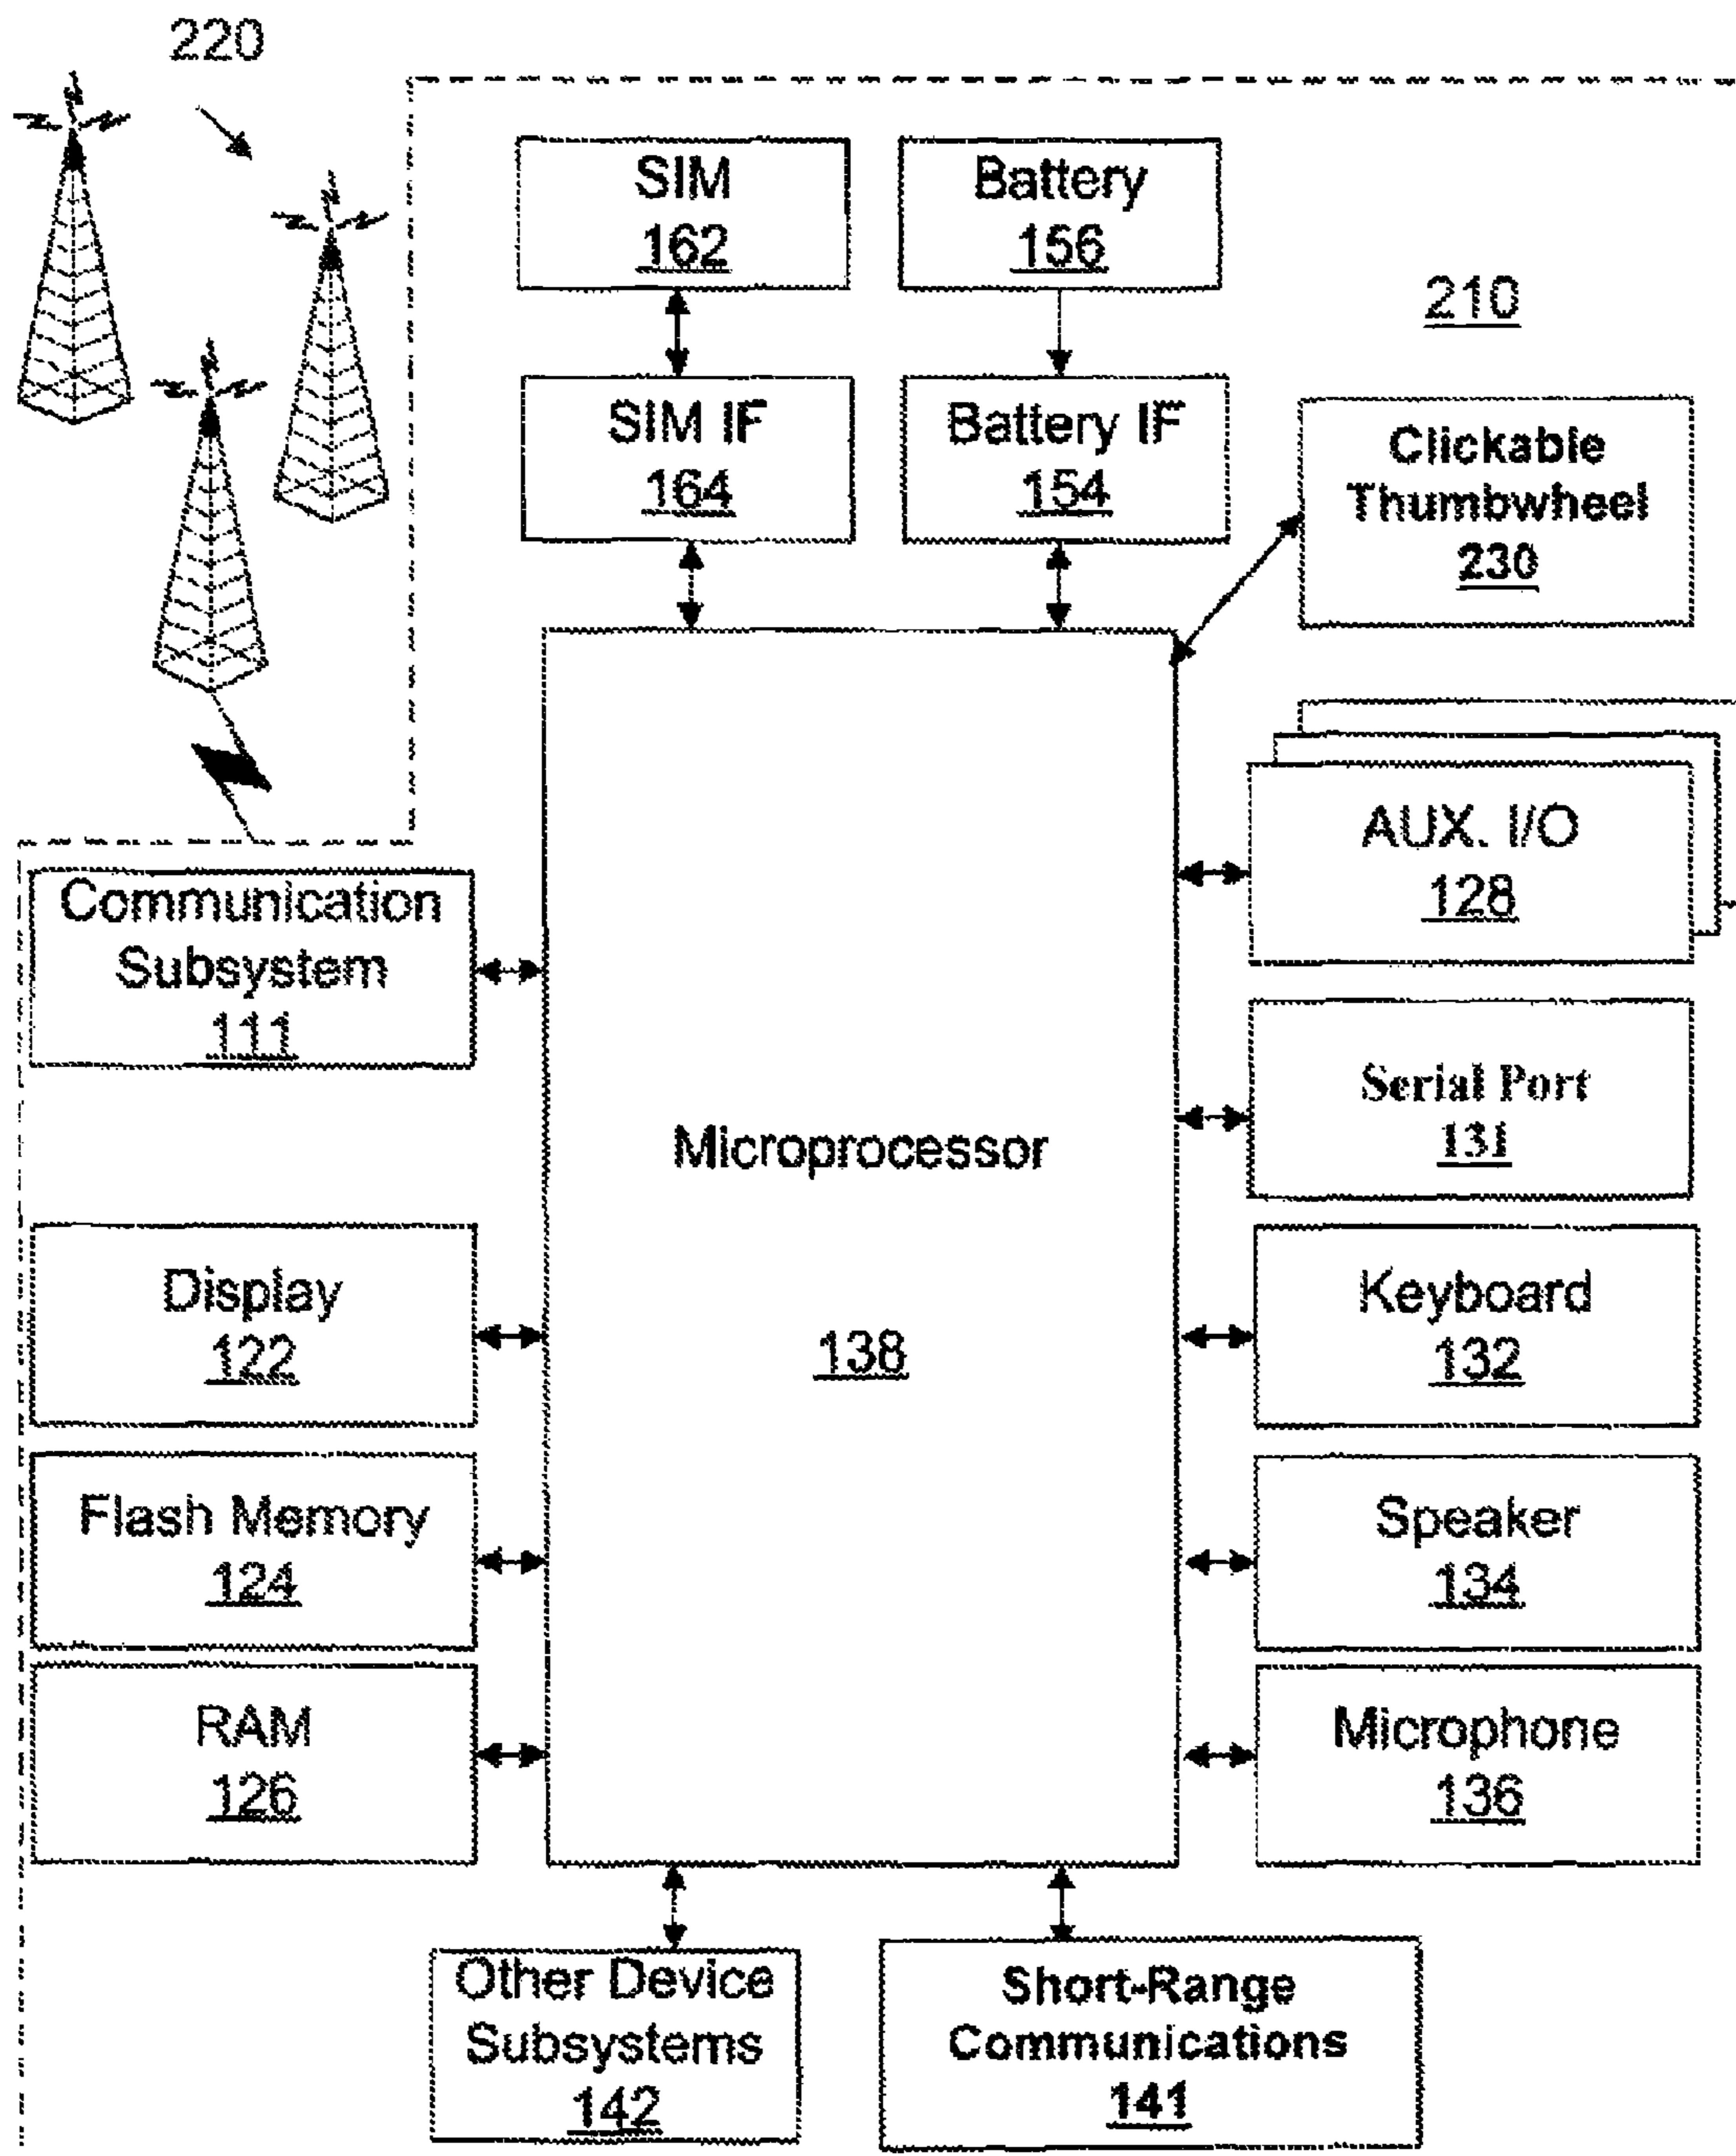 220
SIM
162
Battery
156
210
SIM IF
164
Battery IF
154
Clickable
Thumbwheel
230
AUX. I/O
128
Communication
Subsystem
111
Serial Port
131
Microprocessor
138
Display
122
Keyboard
132
Flash Memory
124
Speaker
134
RAM
126
Microphone
136
Other Device
Subsystems
142
Short-Range
Communications
141